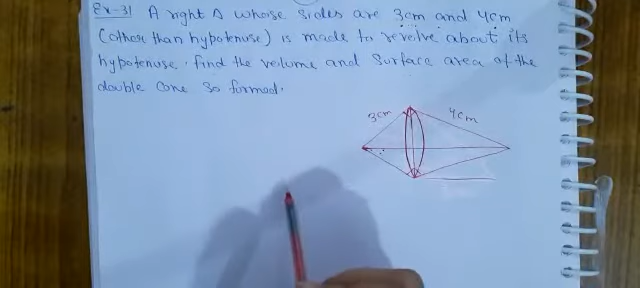 Ex-31 A right Δ whose sides are 3cm and 4cm
(other than hypotenuse) is made to revolve about its
hypotenuse. Find the volume and surface area of the
double cone so formed.
3cm 4cm